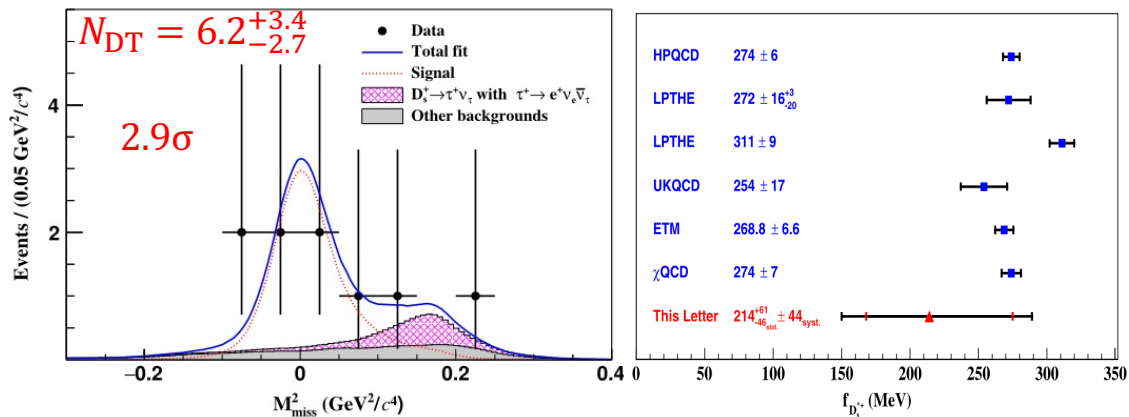 N_DT = 6.2^{+3.4}_{-2.7}
2.9σ
Data
Total fit
Signal
D_s^+→τ^+ν_τ with τ^+→ e^+ν_e ν̄_τ
Other backgrounds
Events / (0.05 GeV²/c⁴)
4
2
−0.2 0 0.2 0.4
M²_miss (GeV²/c⁴)
HPQCD 274 ± 6
LPTHE 272 ± 16^{+3}_{-20}
LPTHE 311 ± 9
UKQCD 254 ± 17
ETM 268.8 ± 6.6
χQCD 274 ± 7
This Letter 214^{+61}_{-46 stat.} ± 44_{syst.}
0 50 100 150 200 250 300 350
f_{D_s^{*+}} (MeV)